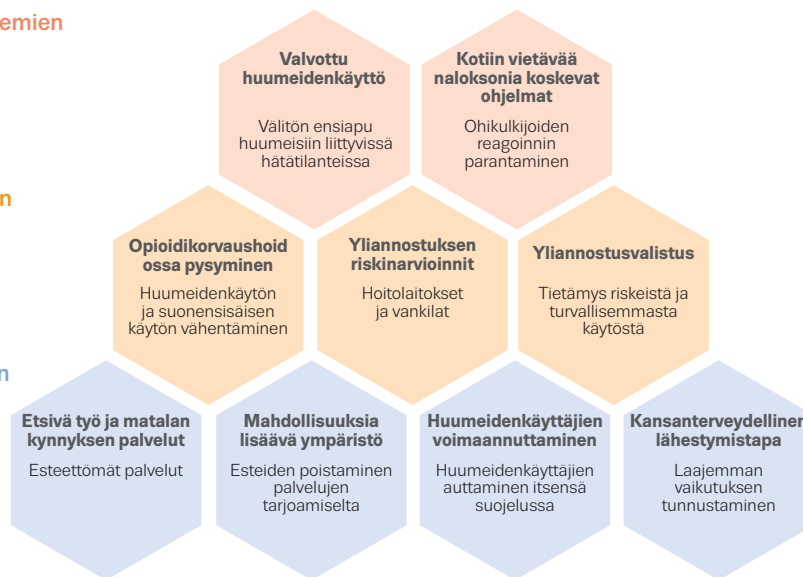 emien
Valvottu
huumeidenkäyttö
Välitön ensiapu
huumeisiin liittyvissä
hätätilanteissa
Kotiin vietävää
naloksonia koskevat
ohjelmat
Ohikulkijoiden
reagoinnin
parantaminen
n
Opioidikorvaushoid
ossa pysyminen
Huumeidenkäytön
ja suonensisäisen
käytön vähentäminen
Yliannostuksen
riskinarvioinnit
Hoitolaitokset
ja vankilat
Yliannostusvalistus
Tietämys riskeistä ja
turvallisemmasta
käytöstä
n
Etsivä työ ja matalan
kynnyksen palvelut
Esteettömät palvelut
Mahdollisuuksia
lisäävä ympäristö
Esteiden poistaminen
palvelujen
tarjoamiselta
Huumeidenkäyttäjien
voimaannuttaminen
Huumeidenkäyttäjien
auttaminen itsensä
suojelussa
Kansanterveydellinen
lähestymistapa
Laajemman
vaikutuksen
tunnustaminen